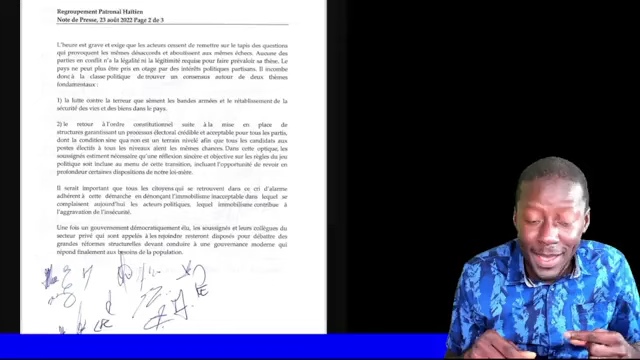 Regroupement Patronal Haïtien
Note de Presse, 23 août 2022 Page 2 de 3
L'heure est grave et exige que les acteurs cessent de remettre sur le tapis des questions
qui provoquent les mêmes désaccords et aboutissent aux mêmes échecs. Aucune des
parties en conflit n'a la légalité ni la légitimité requise pour faire prévaloir sa thèse.
Le pays ne peut plus être pris en otage par des intérêts politiques partisans. Il incombe
donc à la classe politique de trouver un consensus autour de deux thèmes
fondamentaux :
1) la lutte contre la terreur que sèment les bandes armées et le rétablissement de la
sécurité des vies et des biens dans le pays.
2) le retour à l'ordre constitutionnel suite à la mise en place de
structures garantissant un processus électoral crédible et acceptable pour tous les partis,
dont la condition sine qua non est un terrain nivelé afin que tous les candidats aux
postes électifs à tous les niveaux aient les mêmes chances. Dans cette optique, les
soussignés estiment nécessaire qu'une réflexion sincère et objective sur les règles du jeu
politique soit incluse au menu de cette transition, incluant l'opportunité de revoir en
profondeur certaines dispositions de notre loi-mère.
Il serait important que tous les citoyens qui se retrouvent dans ce cri d'alarme
adhèrent à cette démarche en dénonçant l'immobilisme inacceptable dans lequel se
complaisent aujourd'hui les acteurs politiques, lequel immobilisme contribue à
l'aggravation de l'insécurité.
Une fois un gouvernement démocratiquement élu, les soussignés et leurs collègues du
secteur privé qui sont appelés à les rejoindre resteront disposés pour débattre des
grandes réformes structurelles devant conduire à une gouvernance moderne qui
répond finalement aux besoins de la population.